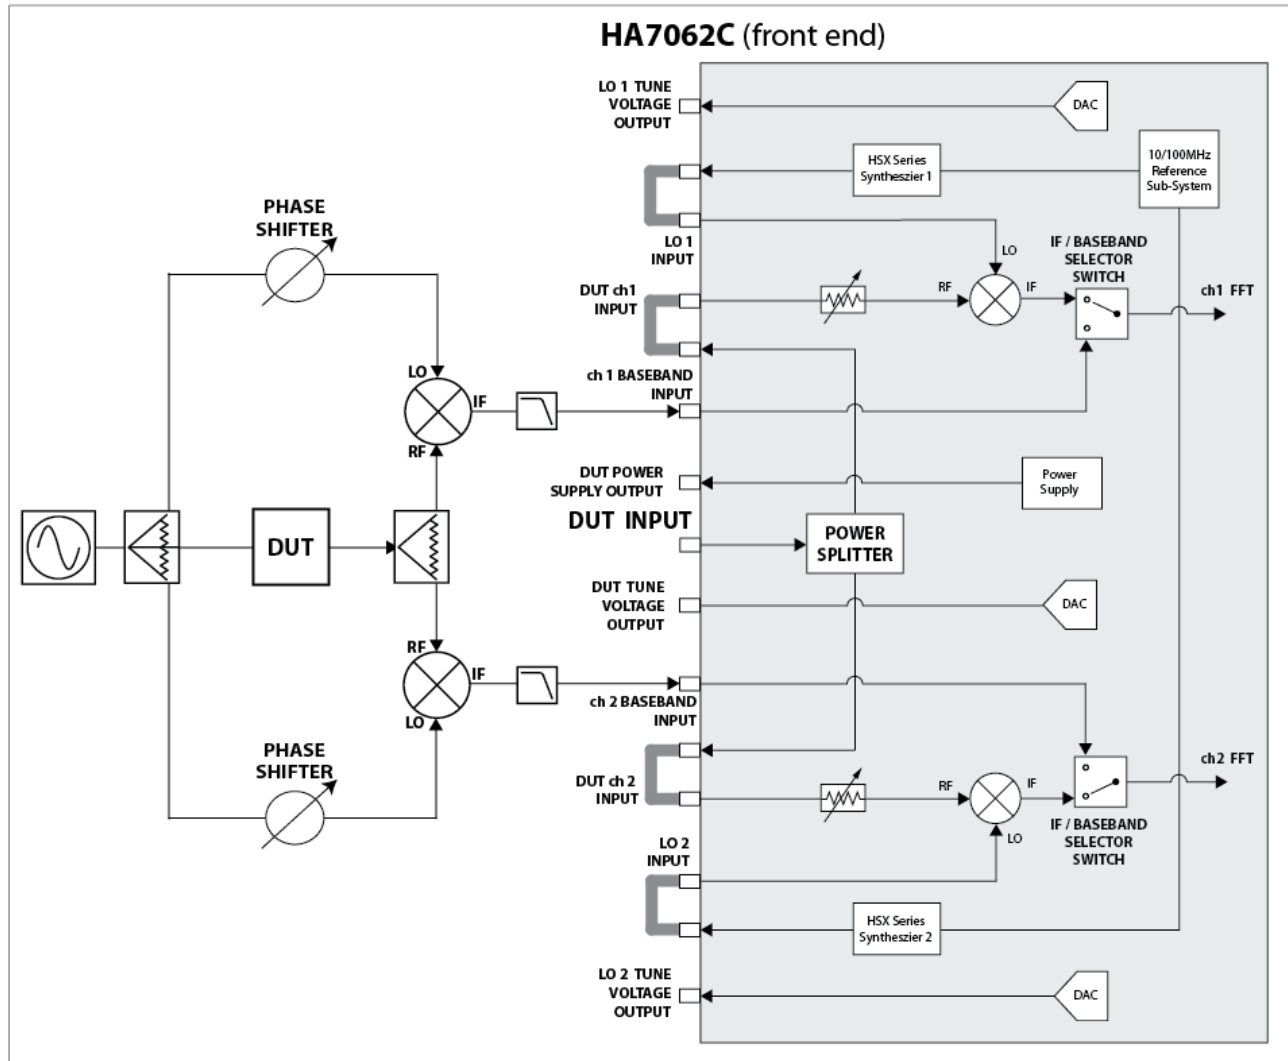 HA7062C (front end)
LO 1 TUNE
VOLTAGE
OUTPUT
DAC
HSX Series
Syntheszier 1
10/100MHz
Reference
Sub-System
PHASE
SHIFTER
LO 1
INPUT
LO
IF / BASEBAND
SELECTOR
SWITCH
DUT ch1
INPUT
RF
IF
ch1 FFT
LO
IF
RF
ch 1 BASEBAND
INPUT
DUT POWER
SUPPLY OUTPUT
Power
Supply
DUT INPUT
DUT
POWER
SPLITTER
DUT TUNE
VOLTAGE
OUTPUT
DAC
RF
IF
LO
ch 2 BASEBAND
INPUT
PHASE
SHIFTER
DUT ch 2
INPUT
RF
IF
ch2 FFT
LO
IF / BASEBAND
SELECTOR
SWITCH
LO 2
INPUT
HSX Series
Syntheszier 2
LO 2 TUNE
VOLTAGE
OUTPUT
DAC